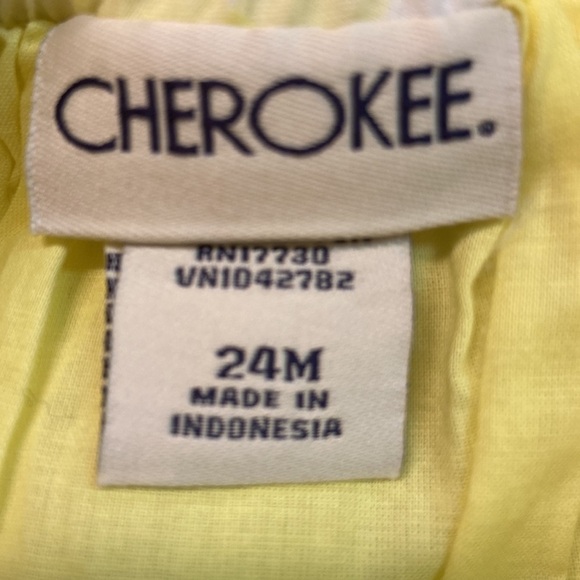 CHEROKEE.
RN17730
VN1042782
24M
MADE IN
INDONESIA